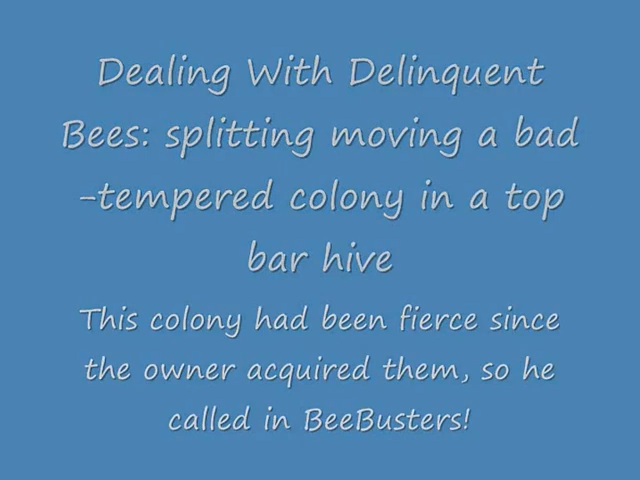 Dealing With Delinquent
Bees: splitting moving a bad
-tempered colony in a top
bar hive
This colony had been fierce since
the owner acquired them, so he
called in BeeBusters!